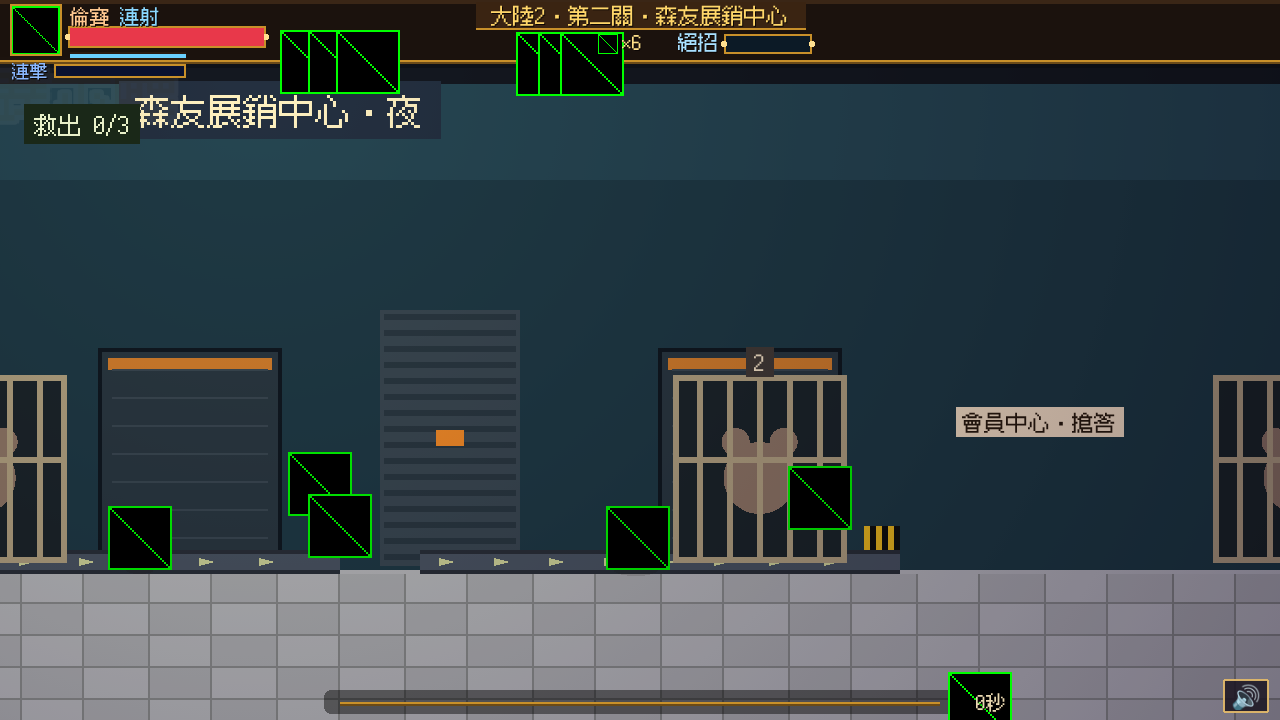 倫寶 連射
大陸2・第二關・森友展銷中心
×6
絕招
連擊
森友展銷中心・夜
救出 0/3
2
會員中心・搶答
0秒